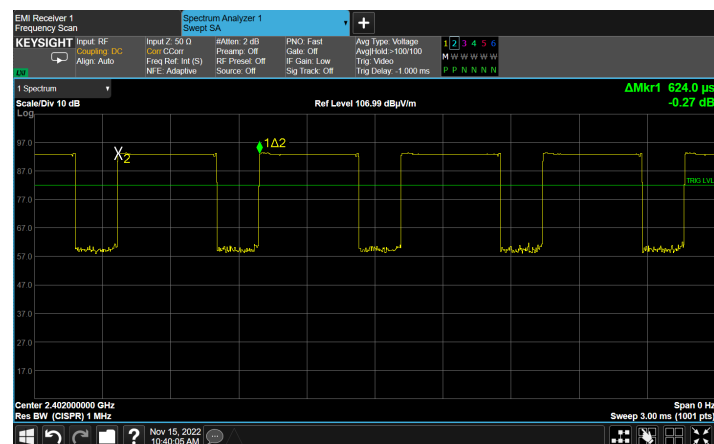 EMI Receiver 1
Frequency Scan
Spectrum Analyzer 1
Swept SA
KEYSIGHT
Input: RF
Coupling: DC
Align: Auto
Input Z: 50 Ω
Corr CCorr
Freq Ref: Int (S)
NFE: Adaptive
#Atten: 2 dB
Preamp: Off
RF Presel: Off
Source: Off
PNO: Fast
Gate: Off
IF Gain: Low
Sig Track: Off
Avg Type: Voltage
Avg|Hold:>100/100
Trig: Video
Trig Delay: -1.000 ms
1 2 3 4 5 6
M W W W W W
P P N N N N
LXI
1 Spectrum
ΔMkr1 624.0 µs
-0.27 dB
Scale/Div 10 dB
Ref Level 106.99 dBµV/m
Log
97.0
87.0
77.0
67.0
57.0
47.0
37.0
27.0
17.0
X2
1Δ2
TRIG LVL
Center 2.402000000 GHz
Res BW (CISPR) 1 MHz
Span 0 Hz
Sweep 3.00 ms (1001 pts)
?
Nov 15, 2022
10:40:05 AM